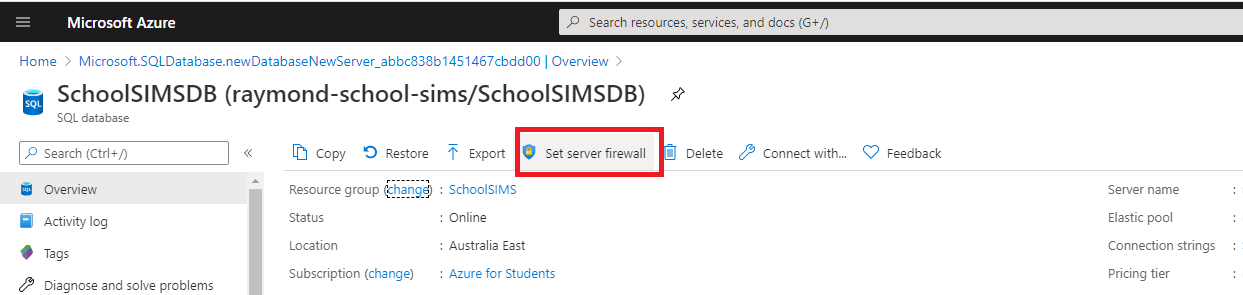 Microsoft Azure
Search resources, services, and docs (G+/)
Home > Microsoft.SQLDatabase.newDatabaseNewServer_abbc838b1451467cbdd00 | Overview >
SQL
SchoolSIMSDB (raymond-school-sims/SchoolSIMSDB)
SQL database
Search (Ctrl+/) «
Copy Restore Export Set server firewall Delete Connect with... Feedback
SQL Overview
Activity log
Tags
Diagnose and solve problems
Resource group (change) : SchoolSIMS
Status : Online
Location : Australia East
Subscription (change) : Azure for Students
Server name :
Elastic pool :
Connection strings :
Pricing tier :